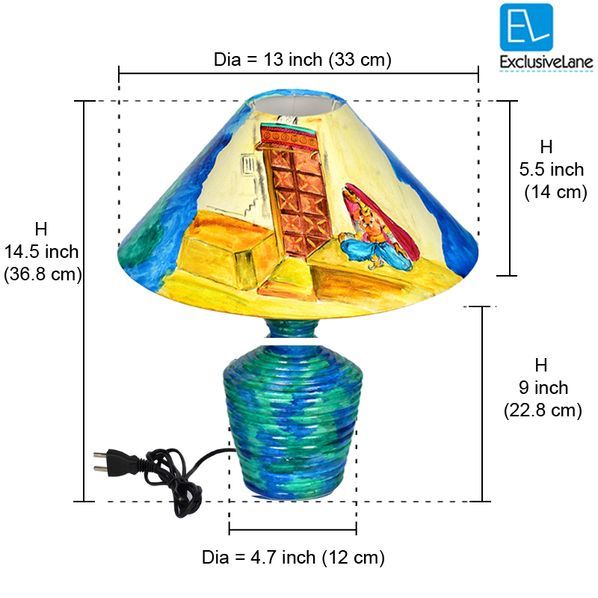 EL
ExclusiveLane
Dia = 13 inch (33 cm)
H
5.5 inch
(14 cm)
H
14.5 inch
(36.8 cm)
H
9 inch
(22.8 cm)
Dia = 4.7 inch (12 cm)